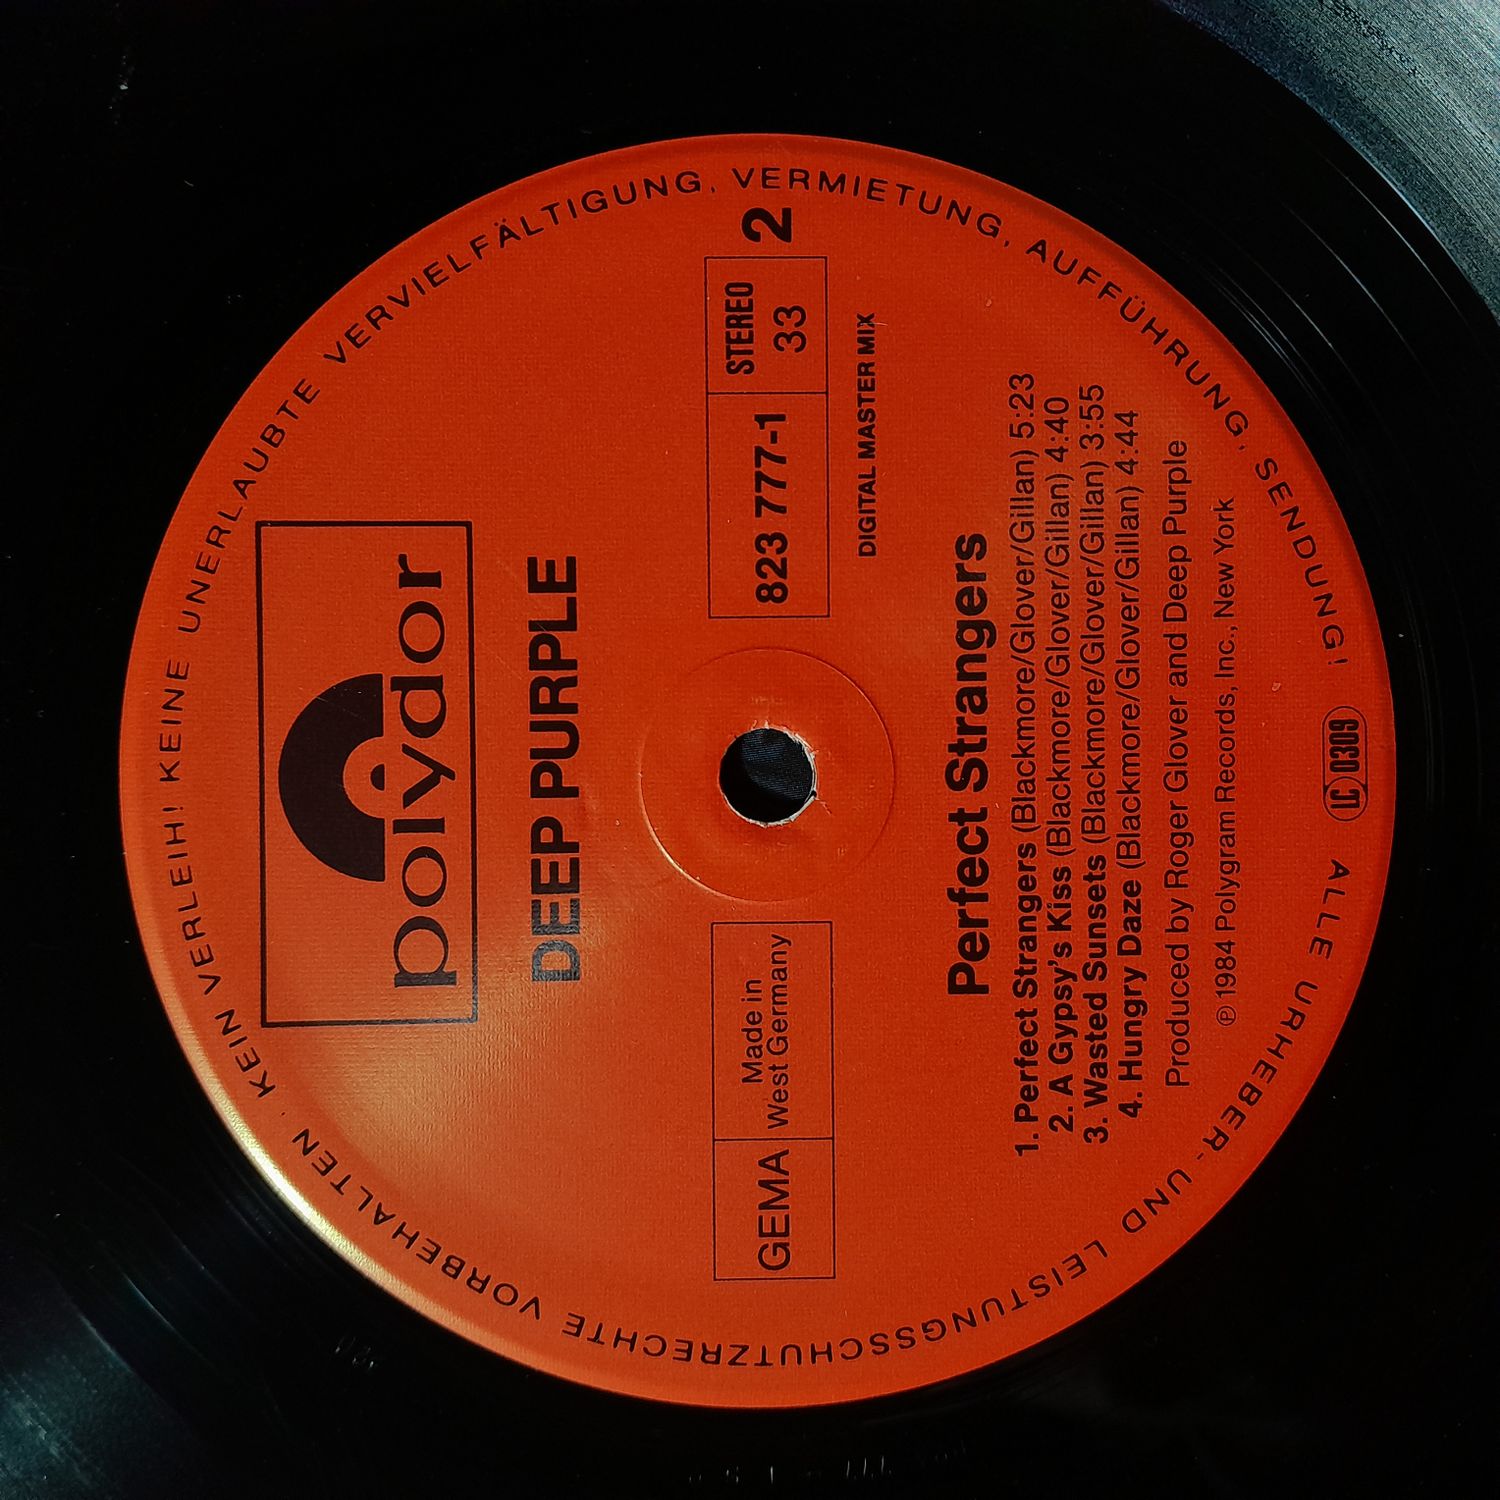 polydor
DEEP PURPLE
GEMA
Made in
West Germany
823 777-1
STEREO
33
2
DIGITAL MASTER MIX
Perfect Strangers
1. Perfect Strangers (Blackmore/Glover/Gillan) 5:23
2. A Gypsy's Kiss (Blackmore/Glover/Gillan) 4:40
3. Wasted Sunsets (Blackmore/Glover/Gillan) 3:55
4. Hungry Daze (Blackmore/Glover/Gillan) 4:44
Produced by Roger Glover and Deep Purple
℗ 1984 Polygram Records, Inc., New York
LC 0309
ALLE URHEBER- UND LEISTUNGSSCHUTZRECHTE VORBEHALTEN. KEIN VERLEIH! KEINE UNERLAUBTE VERVIELFÄLTIGUNG, VERMIETUNG, AUFFÜHRUNG, SENDUNG!